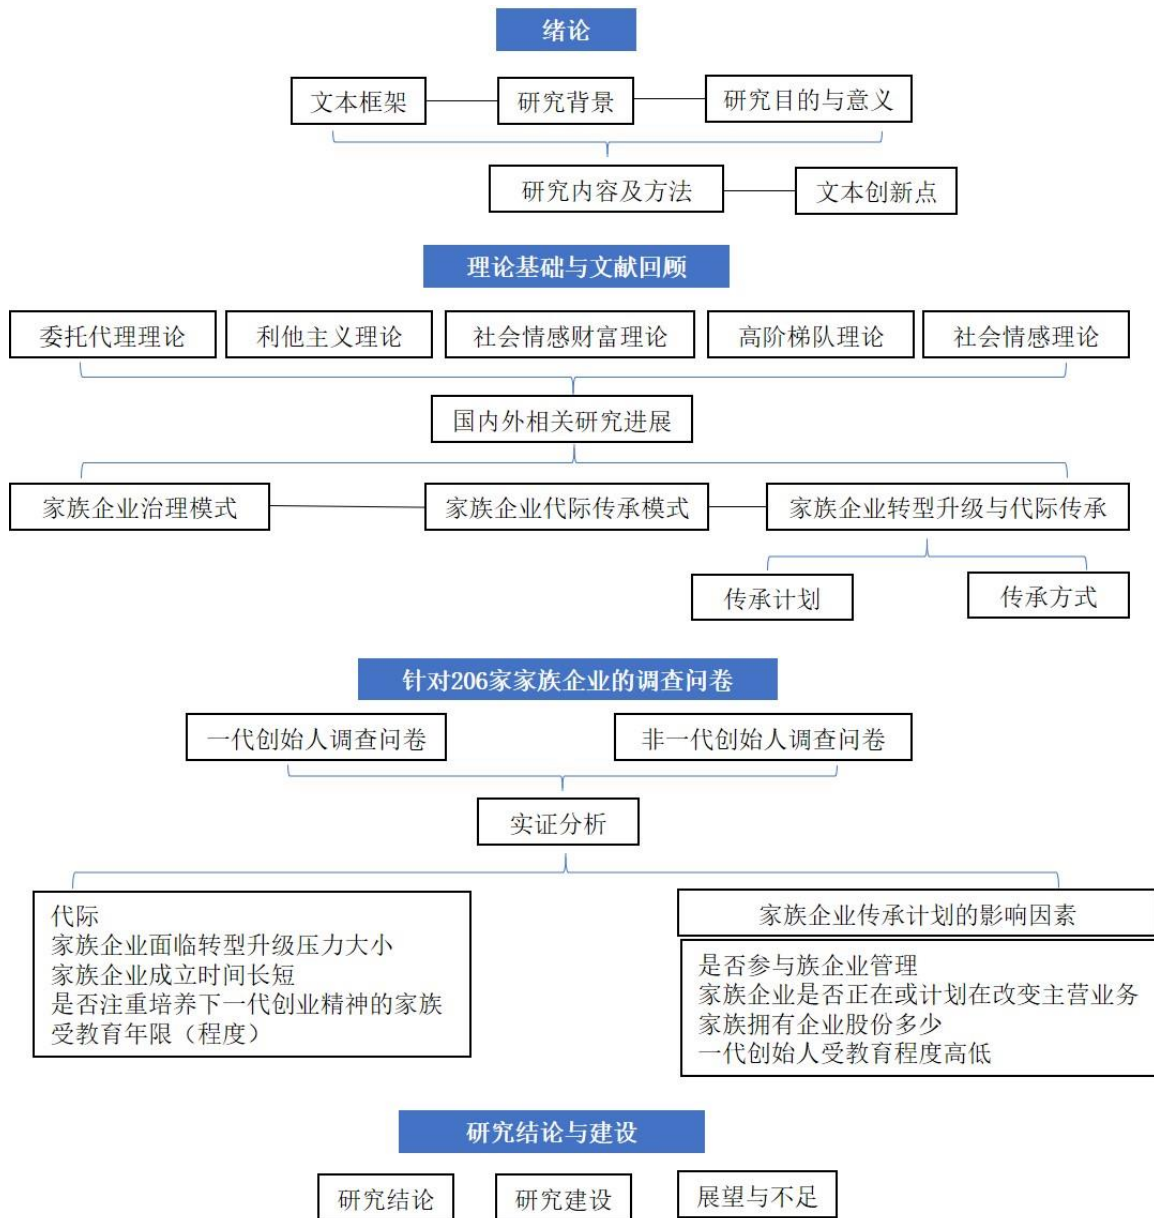 绪论
文本框架
研究背景
研究目的与意义
研究内容及方法
文本创新点
理论基础与文献回顾
委托代理理论
利他主义理论
社会情感财富理论
高阶梯队理论
社会情感理论
国内外相关研究进展
家族企业治理模式
家族企业代际传承模式
家族企业转型升级与代际传承
传承计划
传承方式
针对206家家族企业的调查问卷
一代创始人调查问卷
非一代创始人调查问卷
实证分析
代际
家族企业面临转型升级压力大小
家族企业成立时间长短
是否注重培养下一代创业精神的家族
受教育年限（程度）
家族企业传承计划的影响因素
是否参与族企业管理
家族企业是否正在或计划在改变主营业务
家族拥有企业股份多少
一代创始人受教育程度高低
研究结论与建设
研究结论
研究建设
展望与不足